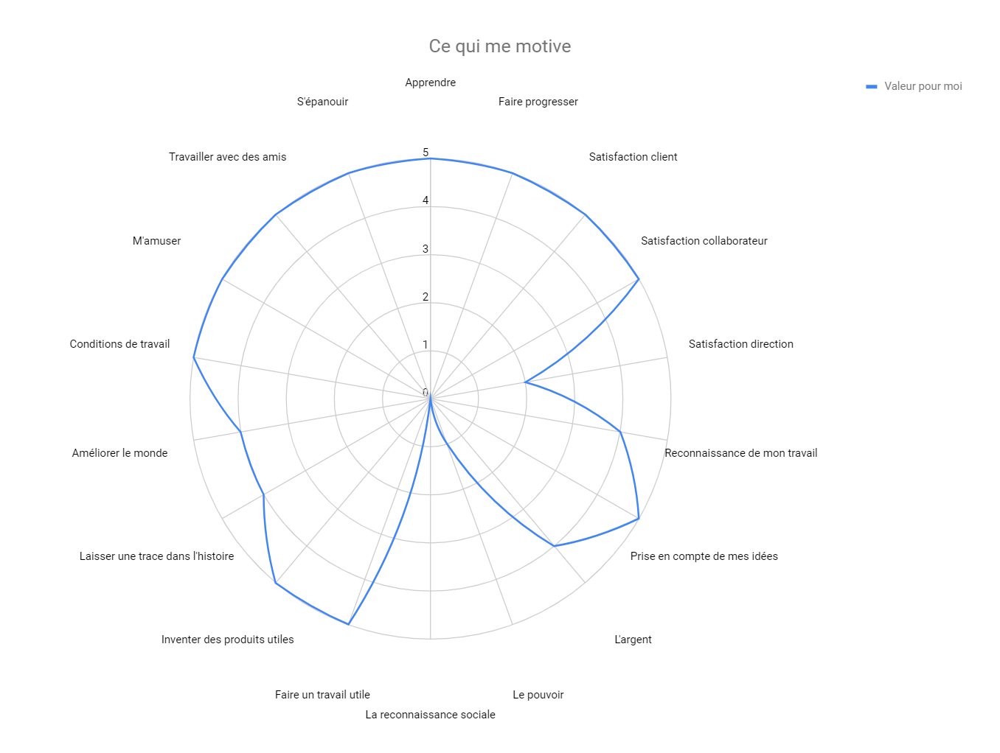 Ce qui me motive
Valeur pour moi
Apprendre
Faire progresser
Satisfaction client
Satisfaction collaborateur
Satisfaction direction
Reconnaissance de mon travail
Prise en compte de mes idées
L'argent
Le pouvoir
La reconnaissance sociale
Faire un travail utile
Inventer des produits utiles
Laisser une trace dans l'histoire
Améliorer le monde
Conditions de travail
M'amuser
Travailler avec des amis
S'épanouir
5
4
3
2
1
0